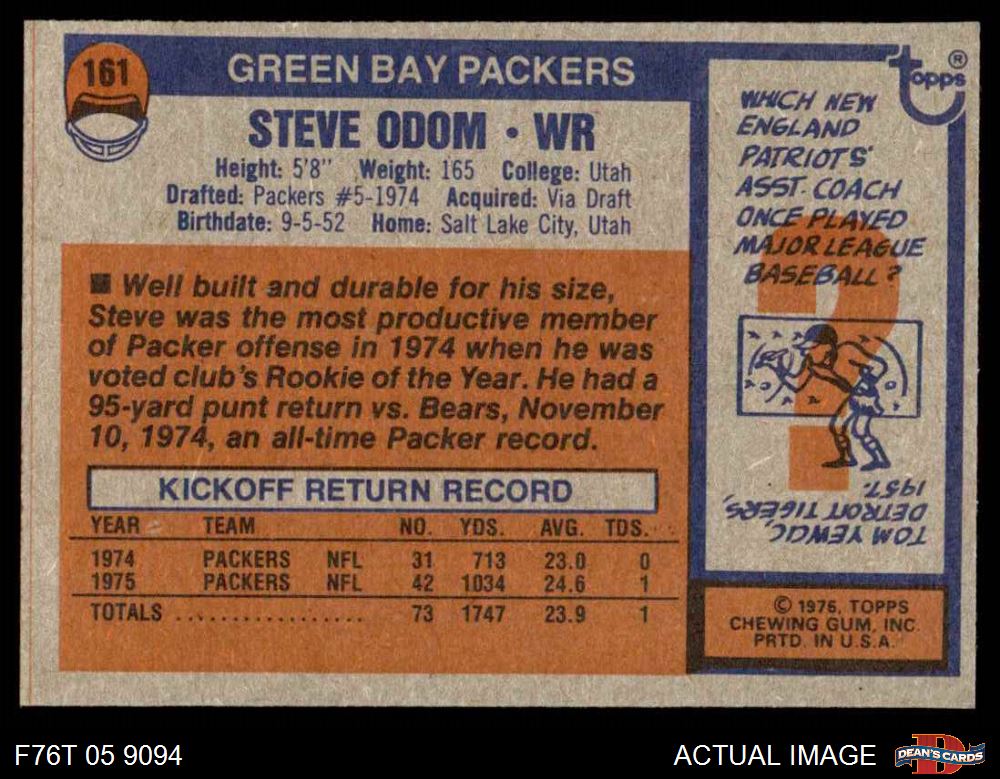 161
GREEN BAY PACKERS
STEVE ODOM • WR
Height: 5'8" Weight: 165 College: Utah
Drafted: Packers #5-1974 Acquired: Via Draft
Birthdate: 9-5-52 Home: Salt Lake City, Utah
■ Well built and durable for his size,
Steve was the most productive member
of Packer offense in 1974 when he was
voted club's Rookie of the Year. He had a
95-yard punt return vs. Bears, November
10, 1974, an all-time Packer record.
KICKOFF RETURN RECORD
YEAR TEAM NO. YDS. AVG. TDS.
1974 PACKERS NFL 31 713 23.0 0
1975 PACKERS NFL 42 1034 24.6 1
TOTALS .................. 73 1747 23.9 1
Topps ®
WHICH NEW
ENGLAND
PATRIOTS'
ASST. COACH
ONCE PLAYED
MAJOR LEAGUE
BASEBALL?
?
TOM YEWCIC
DETROIT TIGERS,
1957.
© 1976, TOPPS
CHEWING GUM, INC.
PRTD. IN U.S.A.
F76T 05 9094
ACTUAL IMAGE
D
DEAN'S CARDS